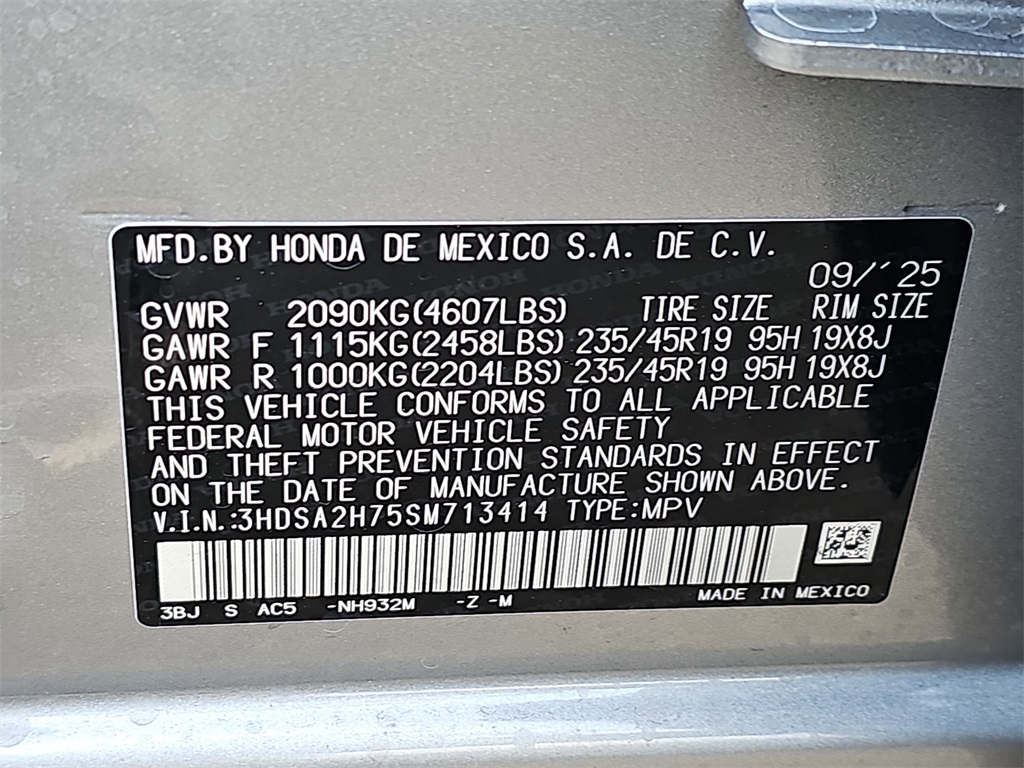 MFD.BY HONDA DE MEXICO S.A. DE C.V.
09/'25
GVWR 2090KG(4607LBS) TIRE SIZE RIM SIZE
GAWR F 1115KG(2458LBS) 235/45R19 95H 19X8J
GAWR R 1000KG(2204LBS) 235/45R19 95H 19X8J
THIS VEHICLE CONFORMS TO ALL APPLICABLE
FEDERAL MOTOR VEHICLE SAFETY
AND THEFT PREVENTION STANDARDS IN EFFECT
ON THE DATE OF MANUFACTURE SHOWN ABOVE.
V.I.N.:3HDSA2H75SM713414 TYPE:MPV
3BJ S AC5 -NH932M -Z -M MADE IN MEXICO